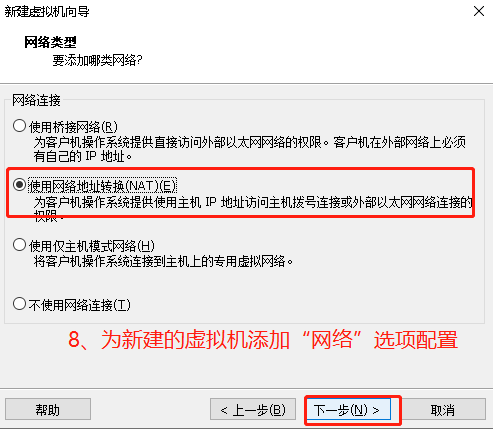 新建虚拟机向导
网络类型
要添加哪类网络?
网络连接
使用桥接网络(R)
为客户机操作系统提供直接访问外部以太网网络的权限。客户机在外部网络上必须
有自己的 IP 地址。
使用网络地址转换(NAT)(E)
为客户机操作系统提供使用主机 IP 地址访问主机拨号连接或外部以太网网络连接的
权限。
使用仅主机模式网络(H)
将客户机操作系统连接到主机上的专用虚拟网络。
不使用网络连接(T)
8、为新建的虚拟机添加“网络”选项配置
帮助
< 上一步(B)
下一步(N) >
取消